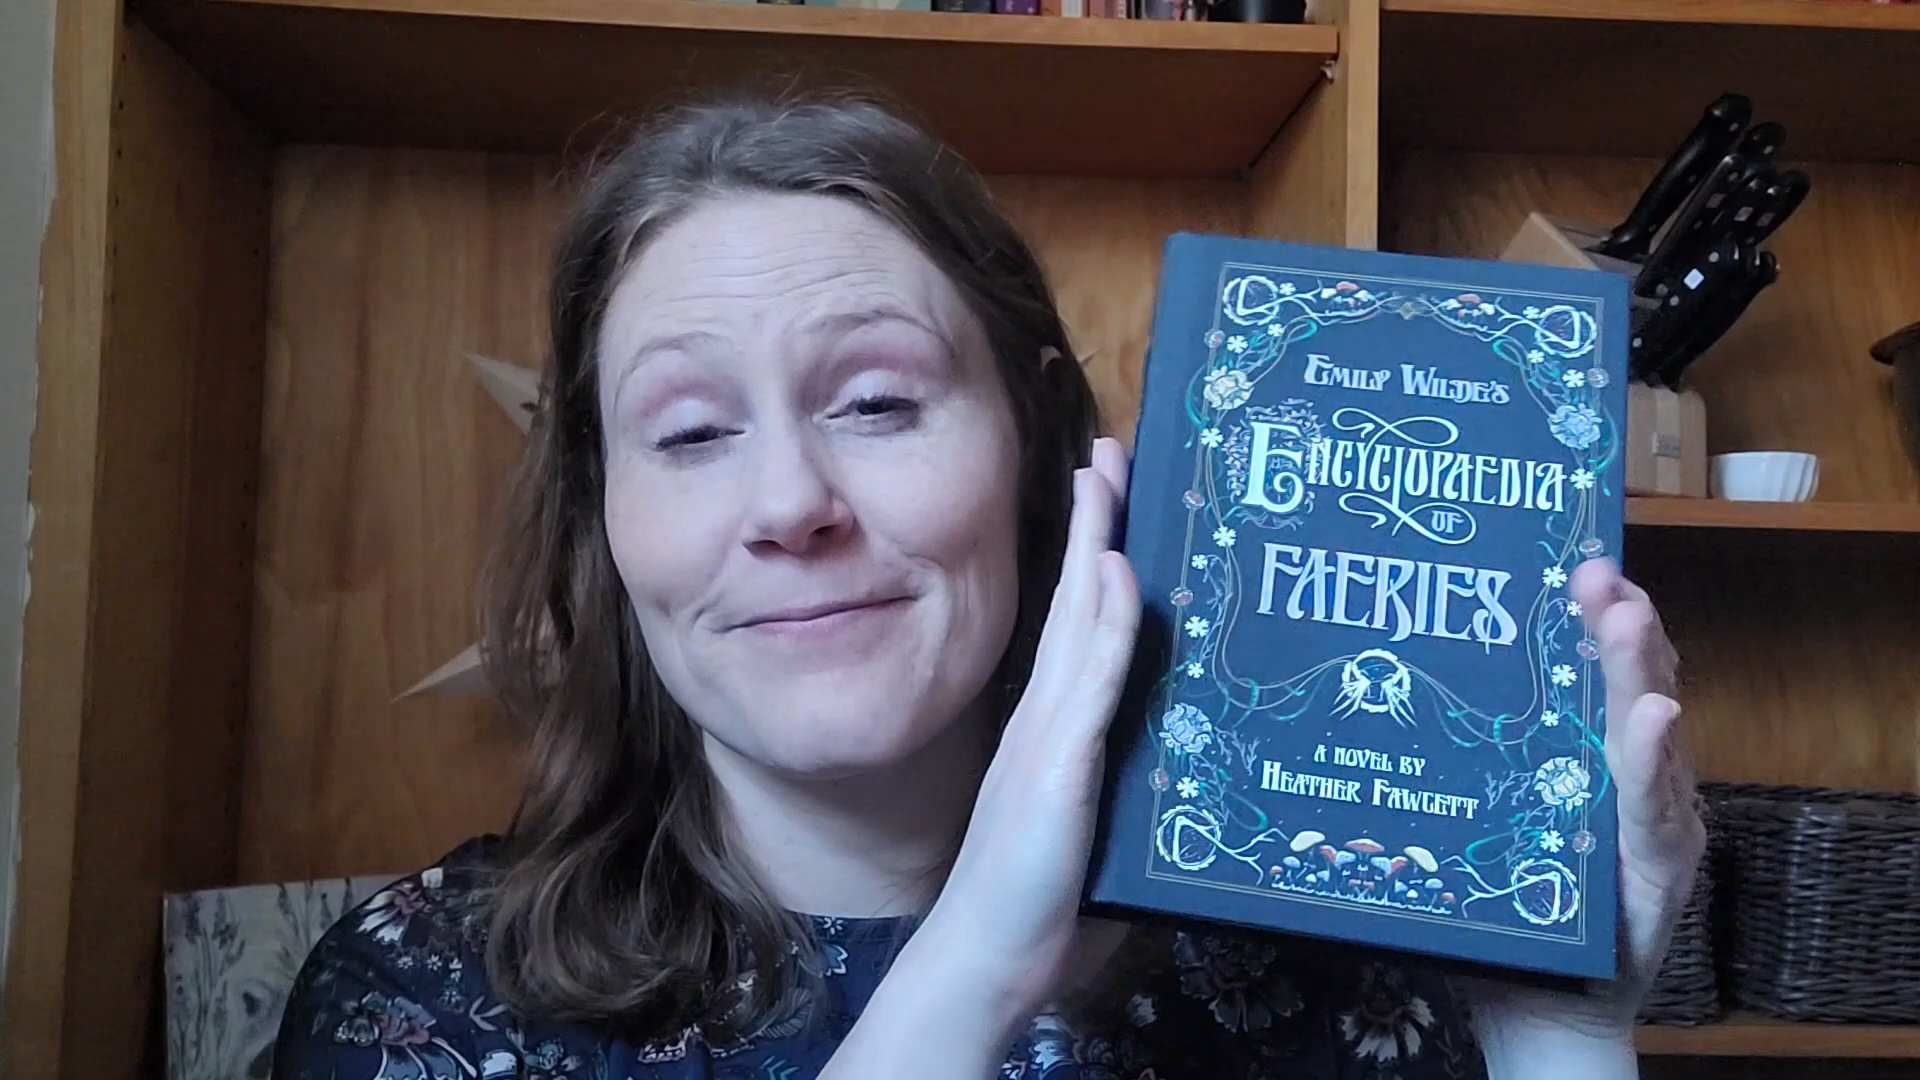 Emily Wilde's
Encyclopaedia
of
Faeries
A Novel by
Heather Fawcett